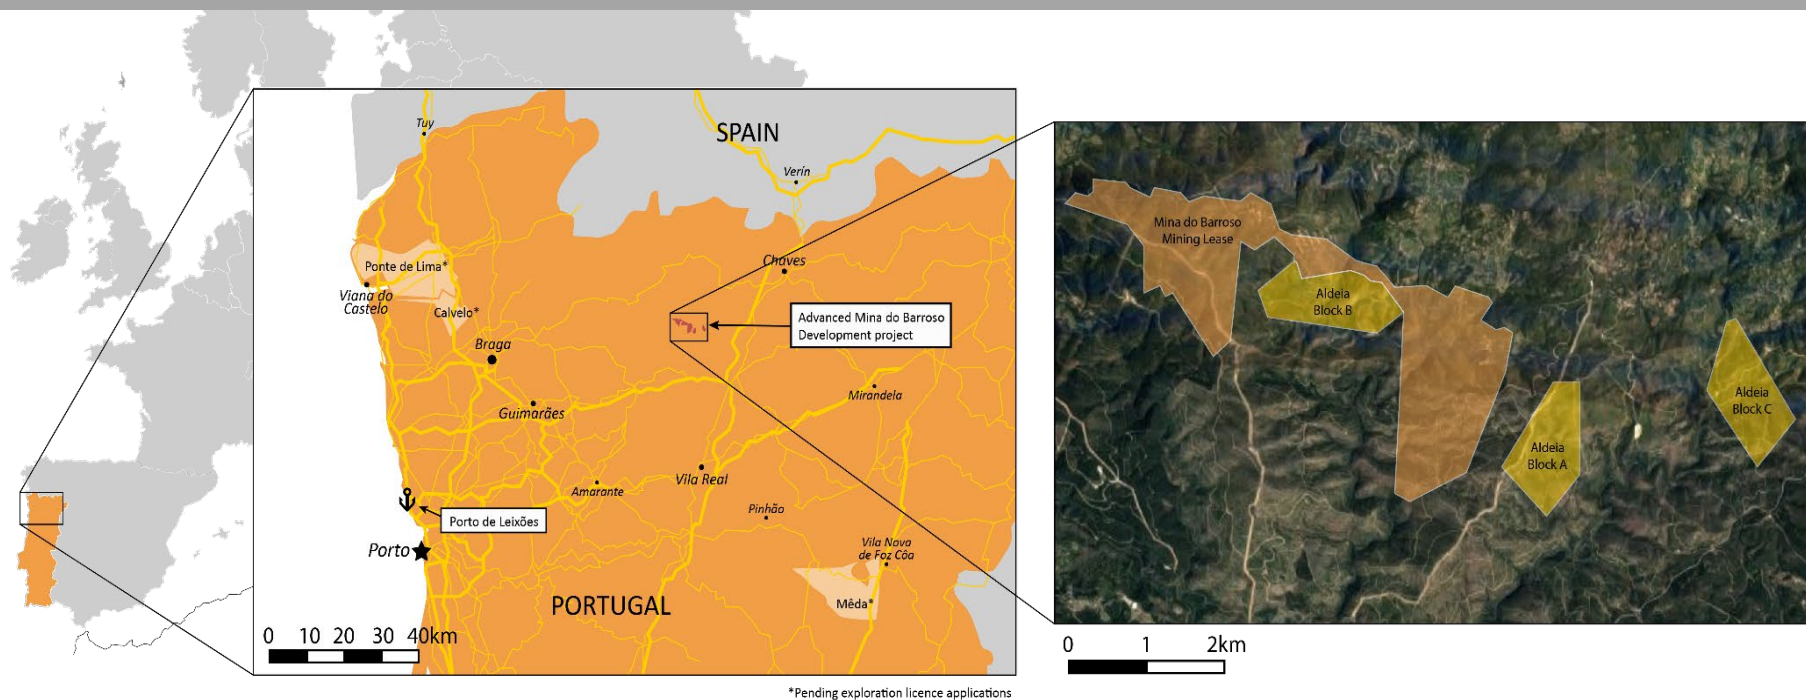 Tuy
SPAIN
Verín
Ponte de Lima*
Viana do
Castelo
Calvelo*
Chaves
Advanced Mina do Barroso
Development project
Braga
Guimarães
Mirandela
Vila Real
Amarante
Pinhão
Porto de Leixões
Porto
Vila Nova
de Foz Côa
Mêda*
PORTUGAL
0 10 20 30 40km
*Pending exploration licence applications
Mina do Barroso
Mining Lease
Aldeia
Block B
Aldeia
Block C
Aldeia
Block A
0 1 2km